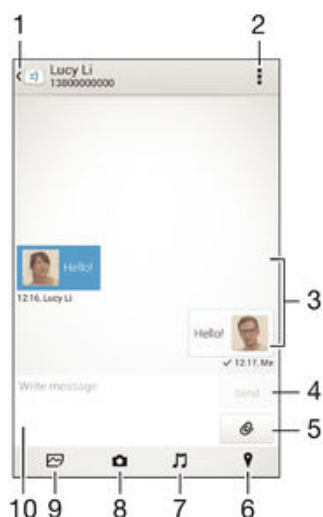 1 2
Lucy Li
13800000000
Hello!
12:16, Lucy Li
3
Hello!
12:17, Me
Write message
Send
4
5
10 9 8 7 6